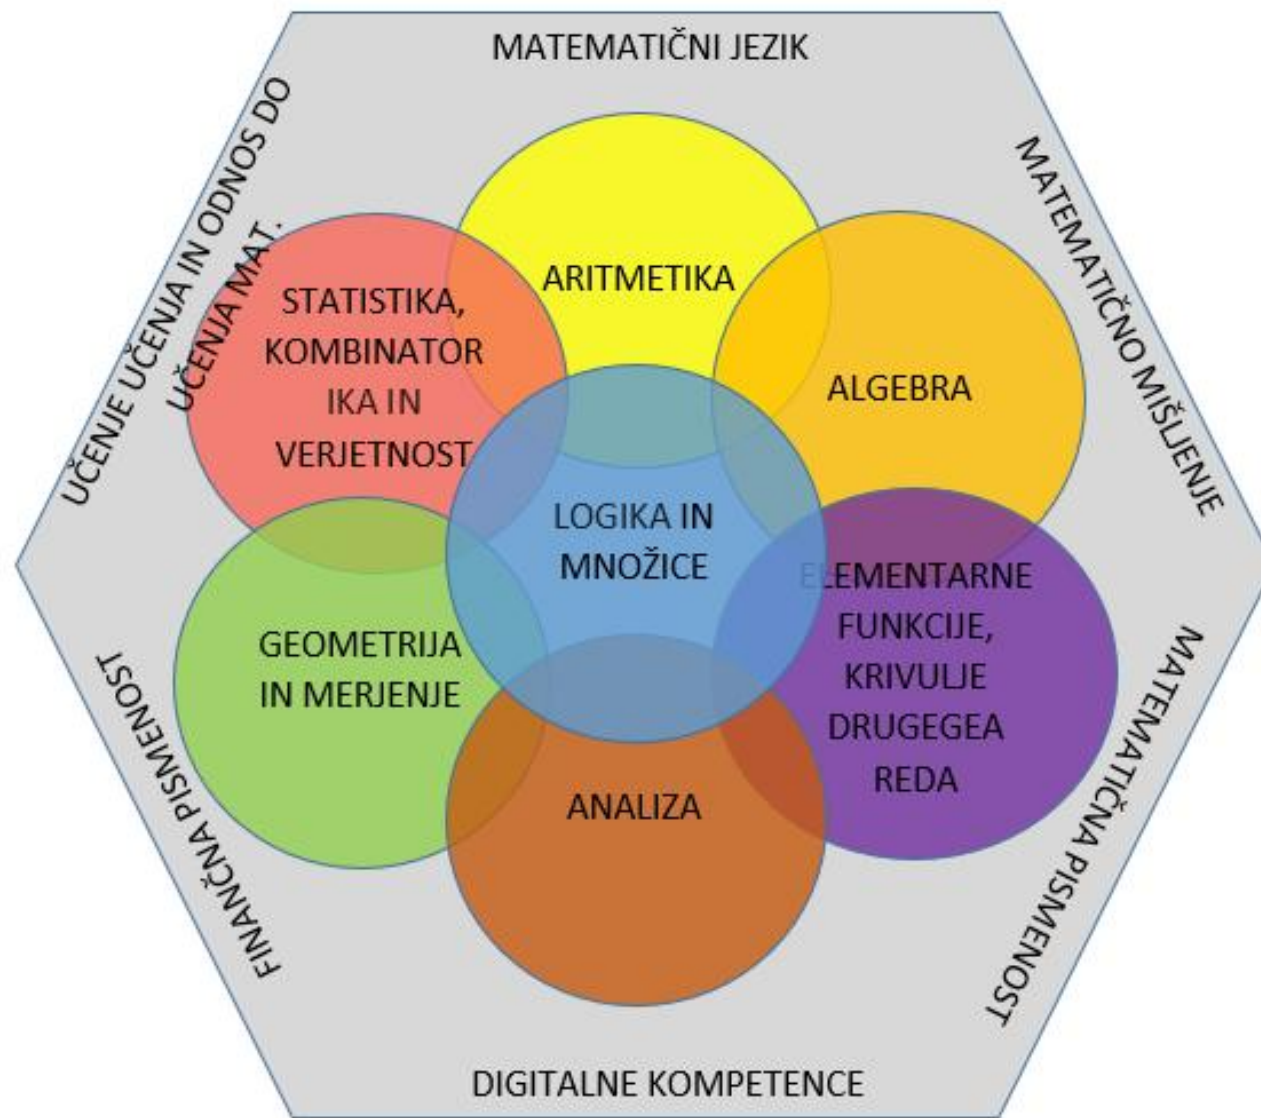 MATEMATIČNI JEZIK
UČENJE UČENJA IN ODNOS DO
UČENJA MAT.
MATEMATIČNO MIŠLJENJE
ARITMETIKA
STATISTIKA,
KOMBINATOR
IKA IN
VERJETNOST
ALGEBRA
LOGIKA IN
MNOŽICE
ELEMENTARNE
FUNKCIJE,
KRIVULJE
DRUGEGEA
REDA
GEOMETRIJA
IN MERJENJE
ANALIZA
FINANČNA PISMENOST
MATEMATIČNA PISMENOST
DIGITALNE KOMPETENCE